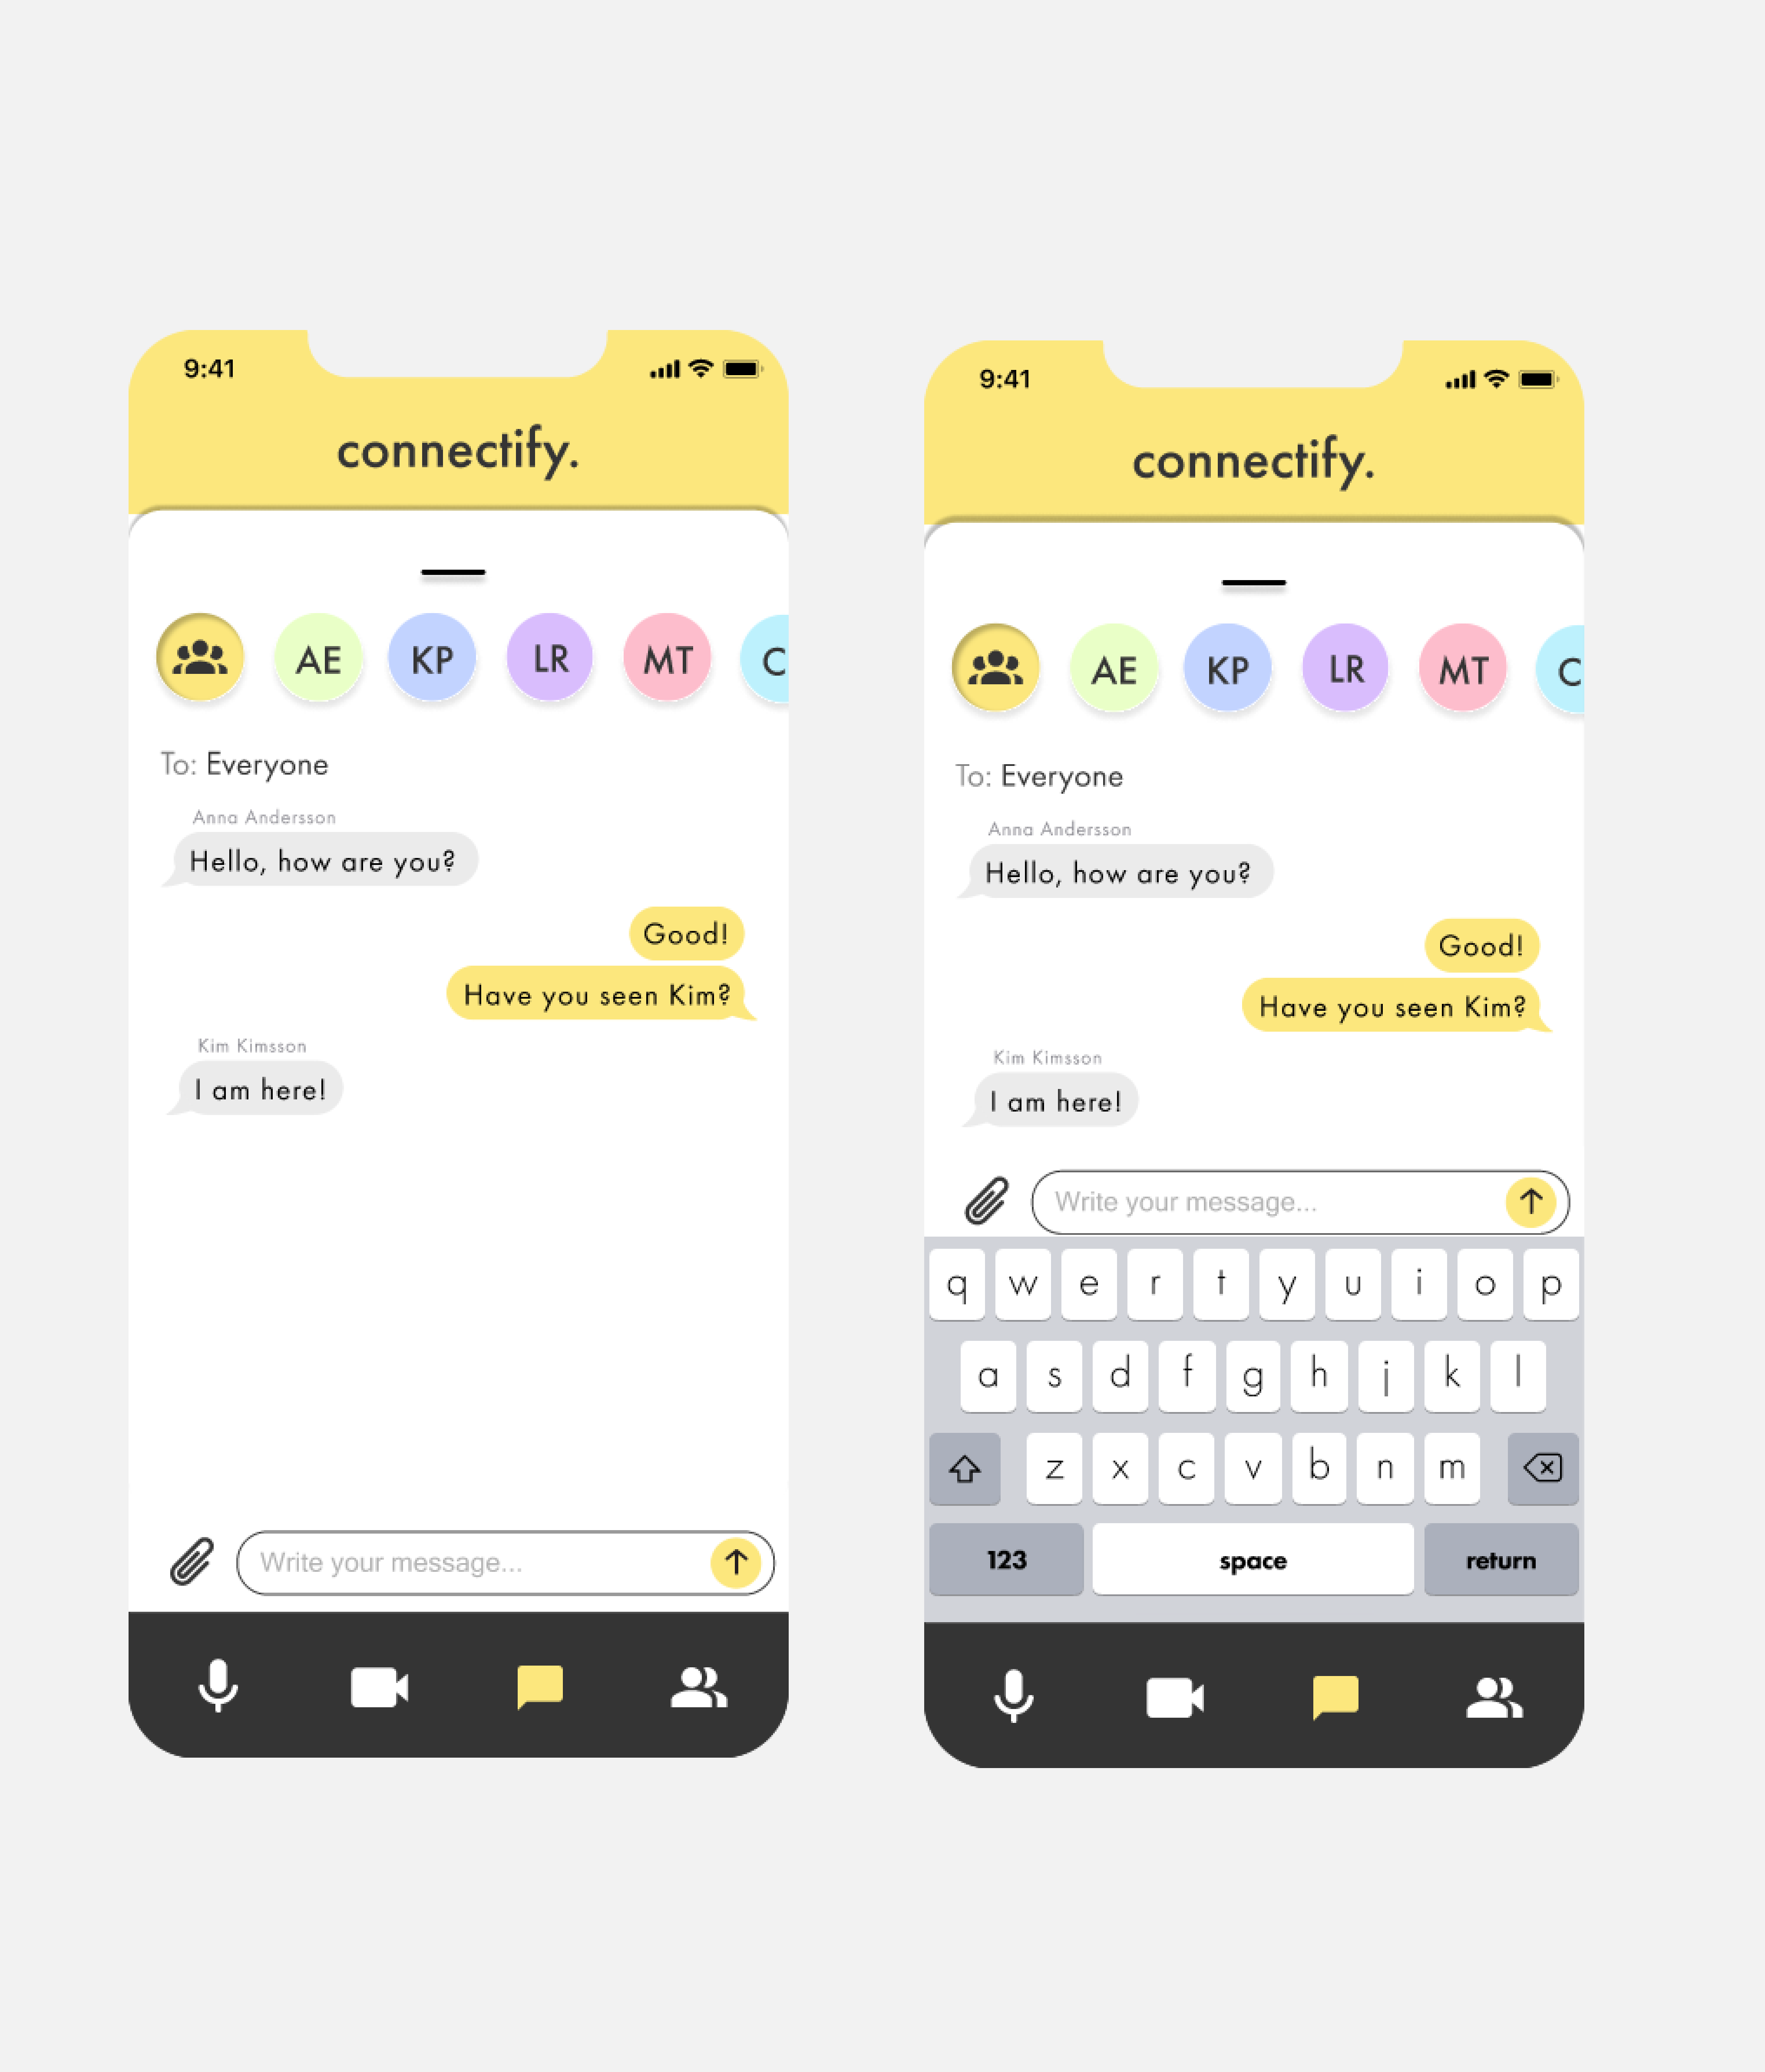 9:41
connectify.
AE KP LR MT C
To: Everyone
Anna Andersson
Hello, how are you?
Good!
Have you seen Kim?
Kim Kimsson
I am here!
Write your message...
9:41
connectify.
AE KP LR MT C
To: Everyone
Anna Andersson
Hello, how are you?
Good!
Have you seen Kim?
Kim Kimsson
I am here!
Write your message...
q w e r t y u i o p
a s d f g h j k l
z x c v b n m
123 space return